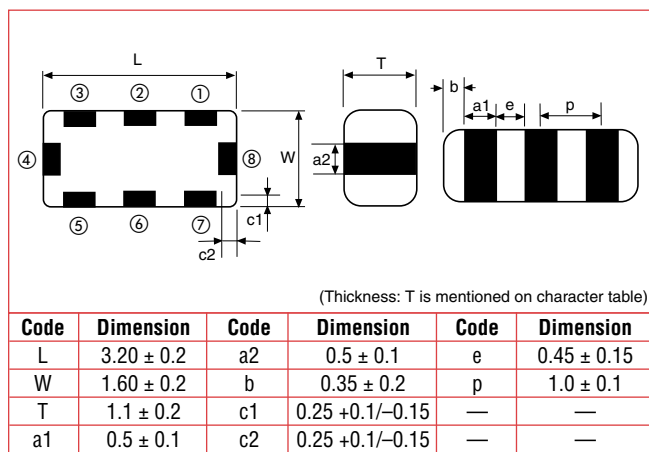 L
T
③ ② ①
④ ⑧
W
⑤ ⑥ ⑦
c1
c2
a2
b
a1 e p
(Thickness: T is mentioned on character table)
Code Dimension Code Dimension Code Dimension
L 3.20 ± 0.2 a2 0.5 ± 0.1 e 0.45 ± 0.15
W 1.60 ± 0.2 b 0.35 ± 0.2 p 1.0 ± 0.1
T 1.1 ± 0.2 c1 0.25 +0.1/–0.15 — —
a1 0.5 ± 0.1 c2 0.25 +0.1/–0.15 — —